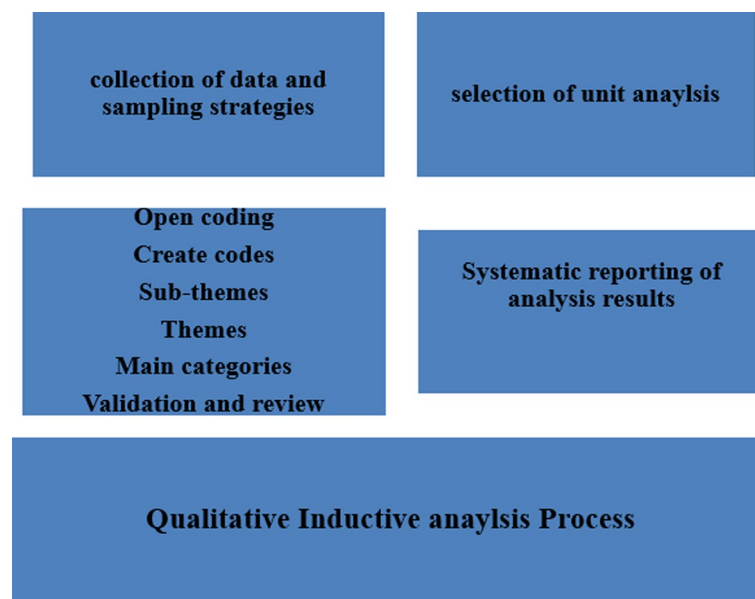 collection of data and
sampling strategies
selection of unit anaylsis
Open coding
Create codes
Sub-themes
Themes
Main categories
Validation and review
Systematic reporting of
analysis results
Qualitative Inductive anaylsis Process